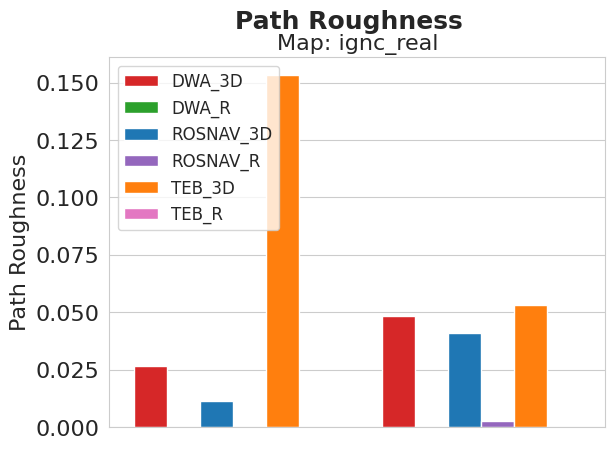 Path Roughness
Map: ignc_real
Path Roughness
0.150
0.125
0.100
0.075
0.050
0.025
0.000
DWA_3D
DWA_R
ROSNAV_3D
ROSNAV_R
TEB_3D
TEB_R